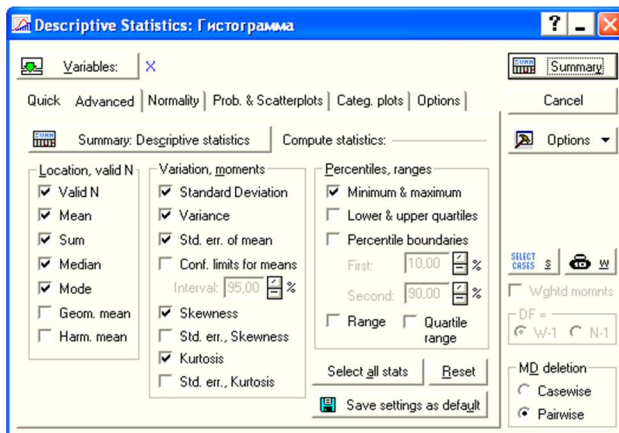 Descriptive Statistics: Гистограмма
Variables: X
Summary
Quick Advanced Normality Prob. & Scatterplots Categ. plots Options
Cancel
Summary: Descriptive statistics Compute statistics:
Options
Location, valid N
Valid N
Mean
Sum
Median
Mode
Geom. mean
Harm. mean
Variation, moments
Standard Deviation
Variance
Std. err. of mean
Conf. limits for means
Interval: 95,00 %
Skewness
Std. err., Skewness
Kurtosis
Std. err., Kurtosis
Percentiles, ranges
Minimum & maximum
Lower & upper quartiles
Percentile boundaries
First: 10,00 %
Second: 90,00 %
Range Quartile
range
Select all stats Reset
Save settings as default
SELECT
CASES S W
Wghtd momnts
DF =
W-1 N-1
MD deletion
Casewise
Pairwise